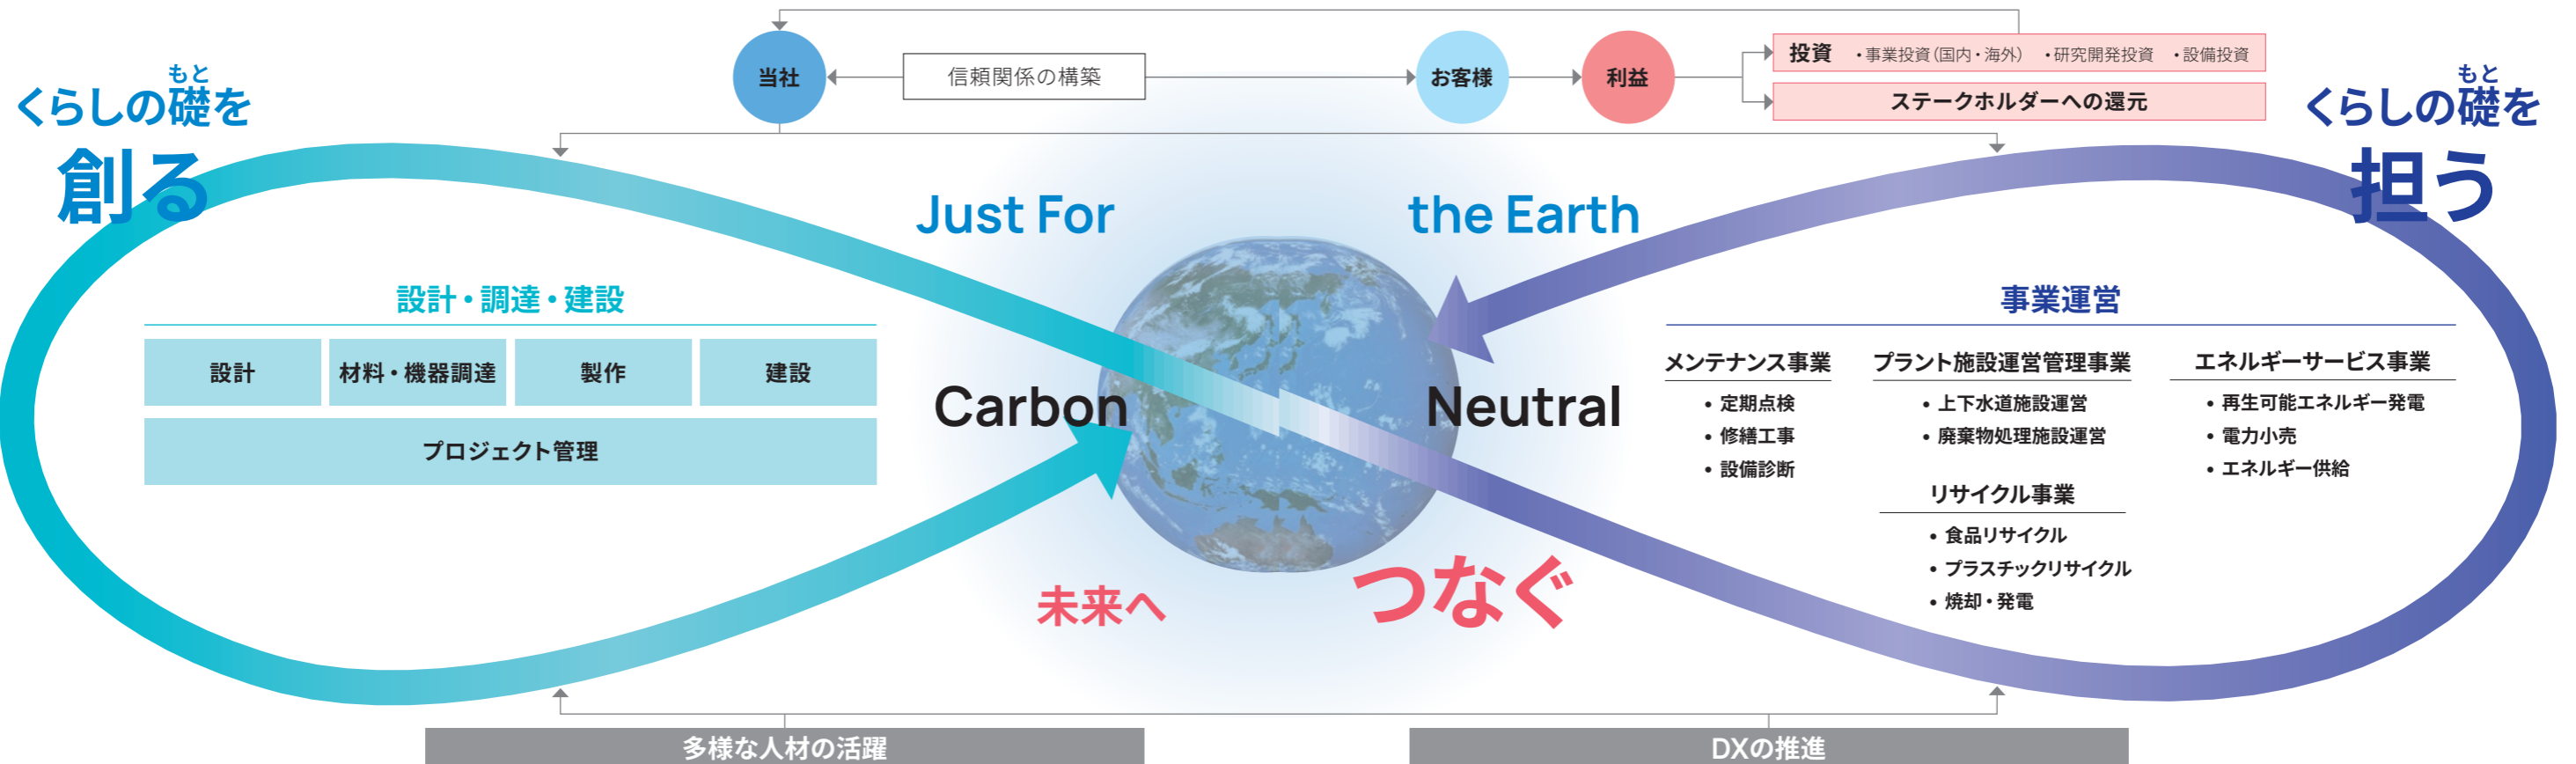 当社
信頼関係の構築
お客様
利益
投資 ・事業投資(国内・海外) ・研究開発投資 ・設備投資
ステークホルダーへの還元
もと
くらしの礎を
創る
もと
くらしの礎を
担う
Just For the Earth
Carbon Neutral
未来へ つなぐ
設計・調達・建設
設計
材料・機器調達
製作
建設
プロジェクト管理
事業運営
メンテナンス事業
• 定期点検
• 修繕工事
• 設備診断
プラント施設運営管理事業
• 上下水道施設運営
• 廃棄物処理施設運営
リサイクル事業
• 食品リサイクル
• プラスチックリサイクル
• 焼却・発電
エネルギーサービス事業
• 再生可能エネルギー発電
• 電力小売
• エネルギー供給
多様な人材の活躍
DXの推進